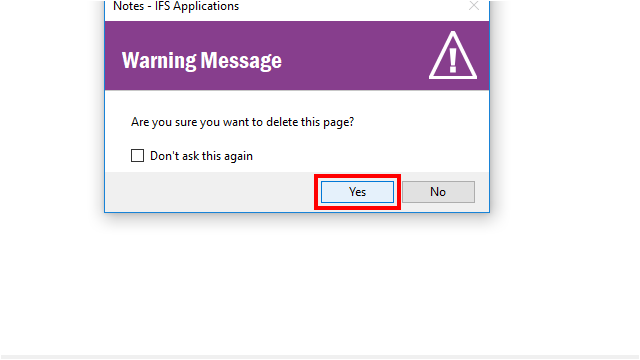 Notes - IFS Applications
Warning Message
Are you sure you want to delete this page?
Don't ask this again
Yes
No